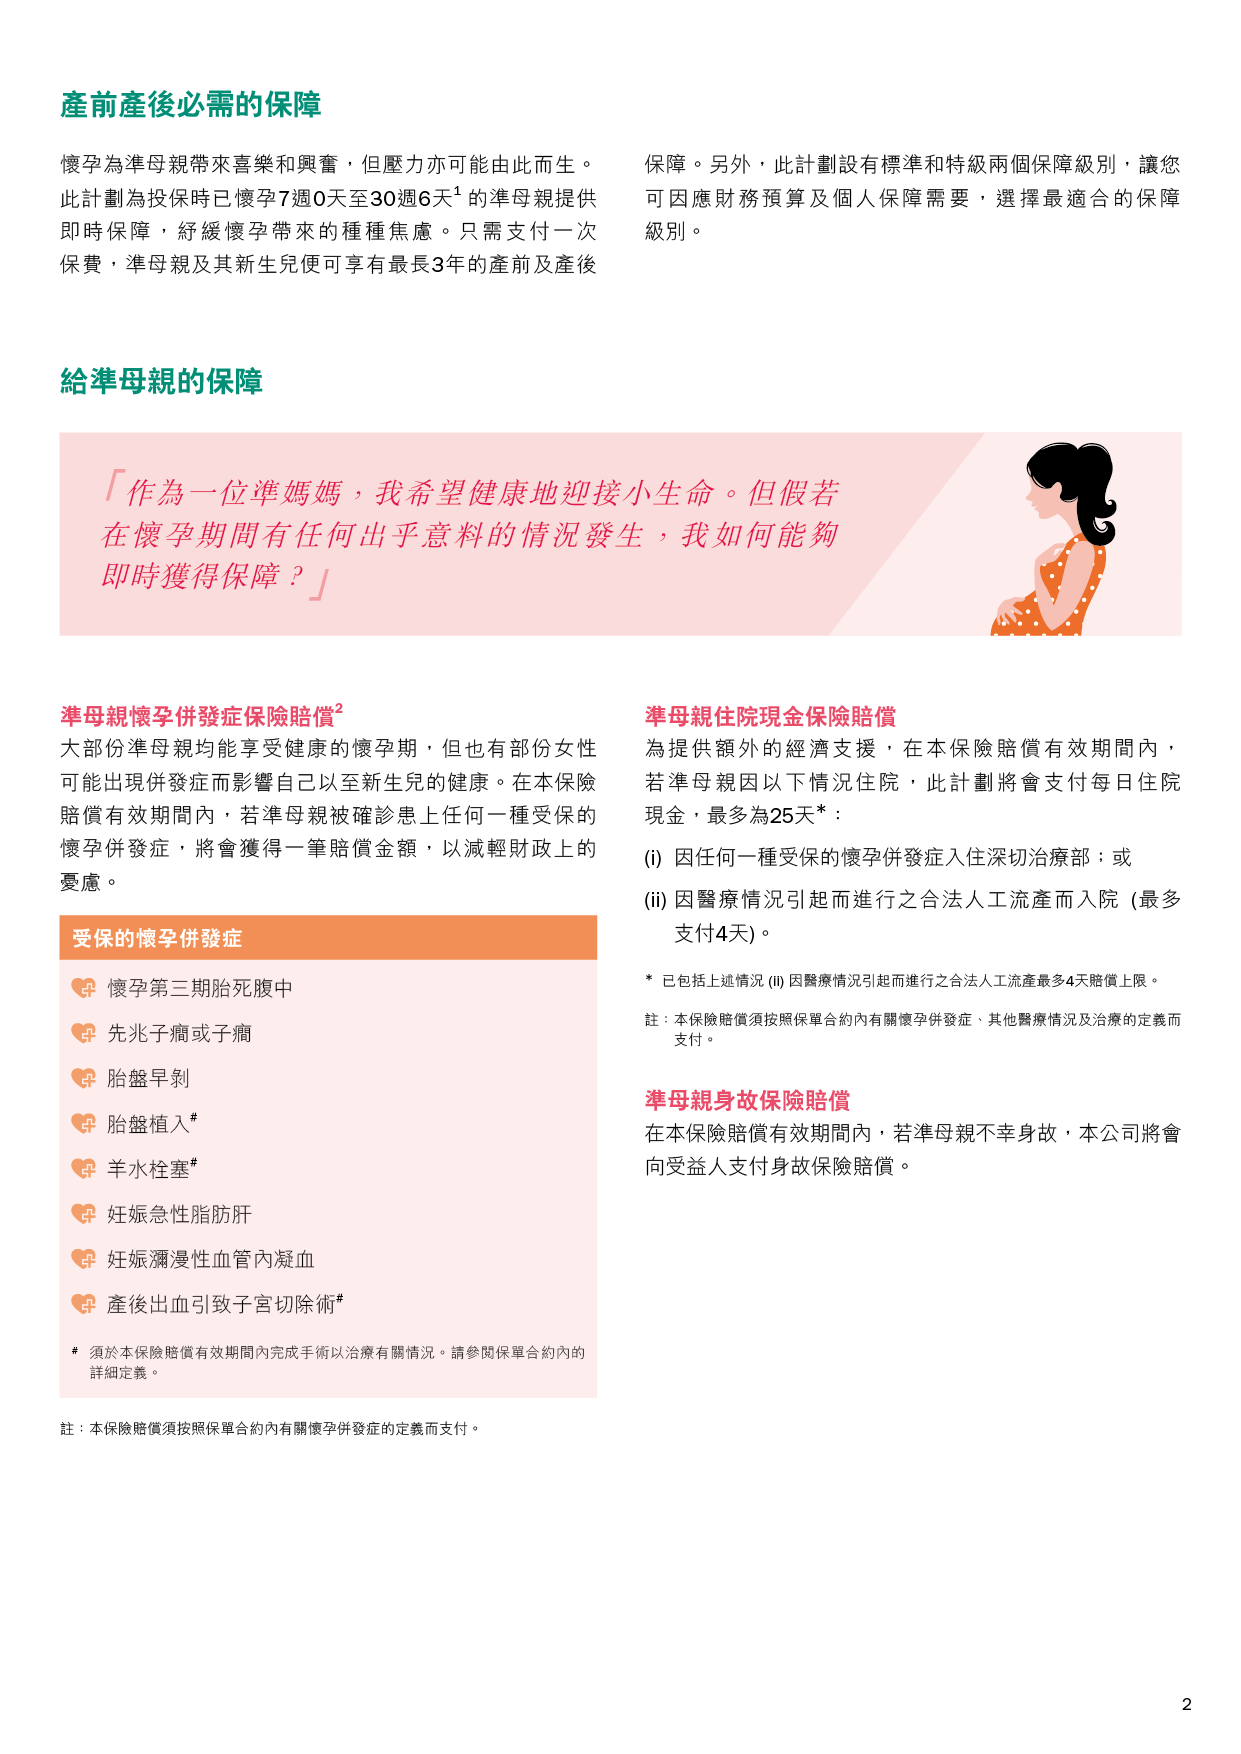 產前產後必需的保障
懷孕為準母親帶來喜樂和興奮，但壓力亦可能由此而生。
此計劃為投保時已懷孕7週0天至30週6天¹ 的準母親提供
即時保障，紓緩懷孕帶來的種種焦慮。只需支付一次
保費，準母親及其新生兒便可享有最長3年的產前及產後
保障。另外，此計劃設有標準和特級兩個保障級別，讓您
可因應財務預算及個人保障需要，選擇最適合的保障
級別。
給準母親的保障
「作為一位準媽媽，我希望健康地迎接小生命。但假若
在懷孕期間有任何出乎意料的情況發生，我如何能夠
即時獲得保障？」
準母親懷孕併發症保險賠償²
大部份準母親均能享受健康的懷孕期，但也有部份女性
可能出現併發症而影響自己以至新生兒的健康。在本保險
賠償有效期間內，若準母親被確診患上任何一種受保的
懷孕併發症，將會獲得一筆賠償金額，以減輕財政上的
憂慮。
受保的懷孕併發症
懷孕第三期胎死腹中
先兆子癇或子癇
胎盤早剝
胎盤植入#
羊水栓塞#
妊娠急性脂肪肝
妊娠瀰漫性血管內凝血
產後出血引致子宮切除術#
# 須於本保險賠償有效期間內完成手術以治療有關情況。請參閱保單合約內的
詳細定義。
註：本保險賠償須按照保單合約內有關懷孕併發症的定義而支付。
準母親住院現金保險賠償
為提供額外的經濟支援，在本保險賠償有效期間內，
若準母親因以下情況住院，此計劃將會支付每日住院
現金，最多為25天*：
(i) 因任何一種受保的懷孕併發症入住深切治療部；或
(ii) 因醫療情況引起而進行之合法人工流產而入院 (最多
支付4天)。
* 已包括上述情況 (ii) 因醫療情況引起而進行之合法人工流產最多4天賠償上限。
註：本保險賠償須按照保單合約內有關懷孕併發症、其他醫療情況及治療的定義而
支付。
準母親身故保險賠償
在本保險賠償有效期間內，若準母親不幸身故，本公司將會
向受益人支付身故保險賠償。
2